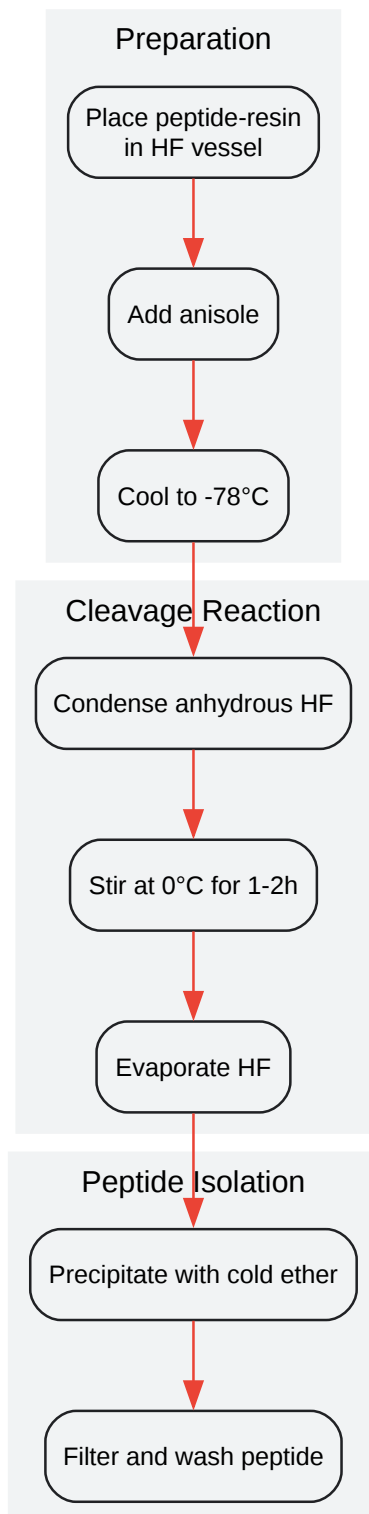 Preparation
Place peptide-resin
in HF vessel
Add anisole
Cool to -78°C
Cleavage Reaction
Condense anhydrous HF
Stir at 0°C for 1-2h
Evaporate HF
Peptide Isolation
Precipitate with cold ether
Filter and wash peptide